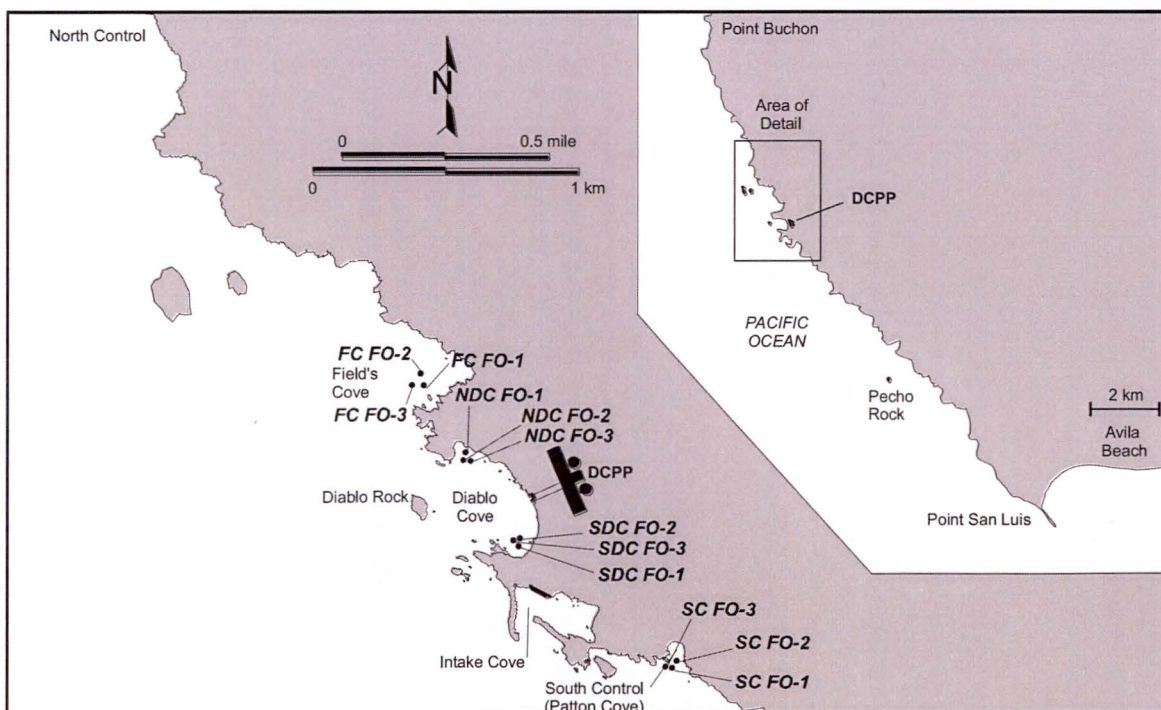 North Control
N
0
0.5 mile
0
1 km
FC FO-2
FC FO-1
Field's
Cove
FC FO-3
NDC FO-1
NDC FO-2
NDC FO-3
DCPP
Diablo Rock
Diablo
Cove
SDC FO-2
SDC FO-3
SDC FO-1
Intake Cove
SC FO-3
SC FO-2
SC FO-1
South Control
(Patton Cove)
Point Buchon
Area of
Detail
DCPP
PACIFIC
OCEAN
Pecho
Rock
2 km
Avila
Beach
Point San Luis